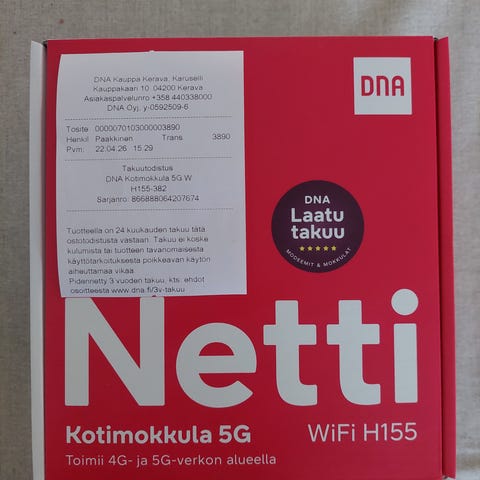 DNA Kauppa Kerava, Karuselli
Kauppakaari 10 04200 Kerava
Asiakaspalvelunro +358 440338000
DNA Oyj, y-0592509-6
Tosite 0000070103000003890
Henkil Paakkinen Trans 3890
Pvm: 22.04.26 15 29
Takuutodistus
DNA Kotimokkula 5G W
H155-382
Sarjanro: 866888064207674
Tuotteella on 24 kuukauden takuu tätä
ostotodistusta vastaan. Takuu ei koske
kulumista tai tuotteen tavanomaisesta
käyttötarkoituksesta poikkeavan käytön
aiheuttamaa vikaa.
Pidennetty 3 vuoden takuu, kts. ehdot
osoitteesta www.dna.fi/3v-takuu
DNA
DNA
Laatu
takuu
MODEEMIT & MOKKULAT
Netti
Kotimokkula 5G WiFi H155
Toimii 4G- ja 5G-verkon alueella